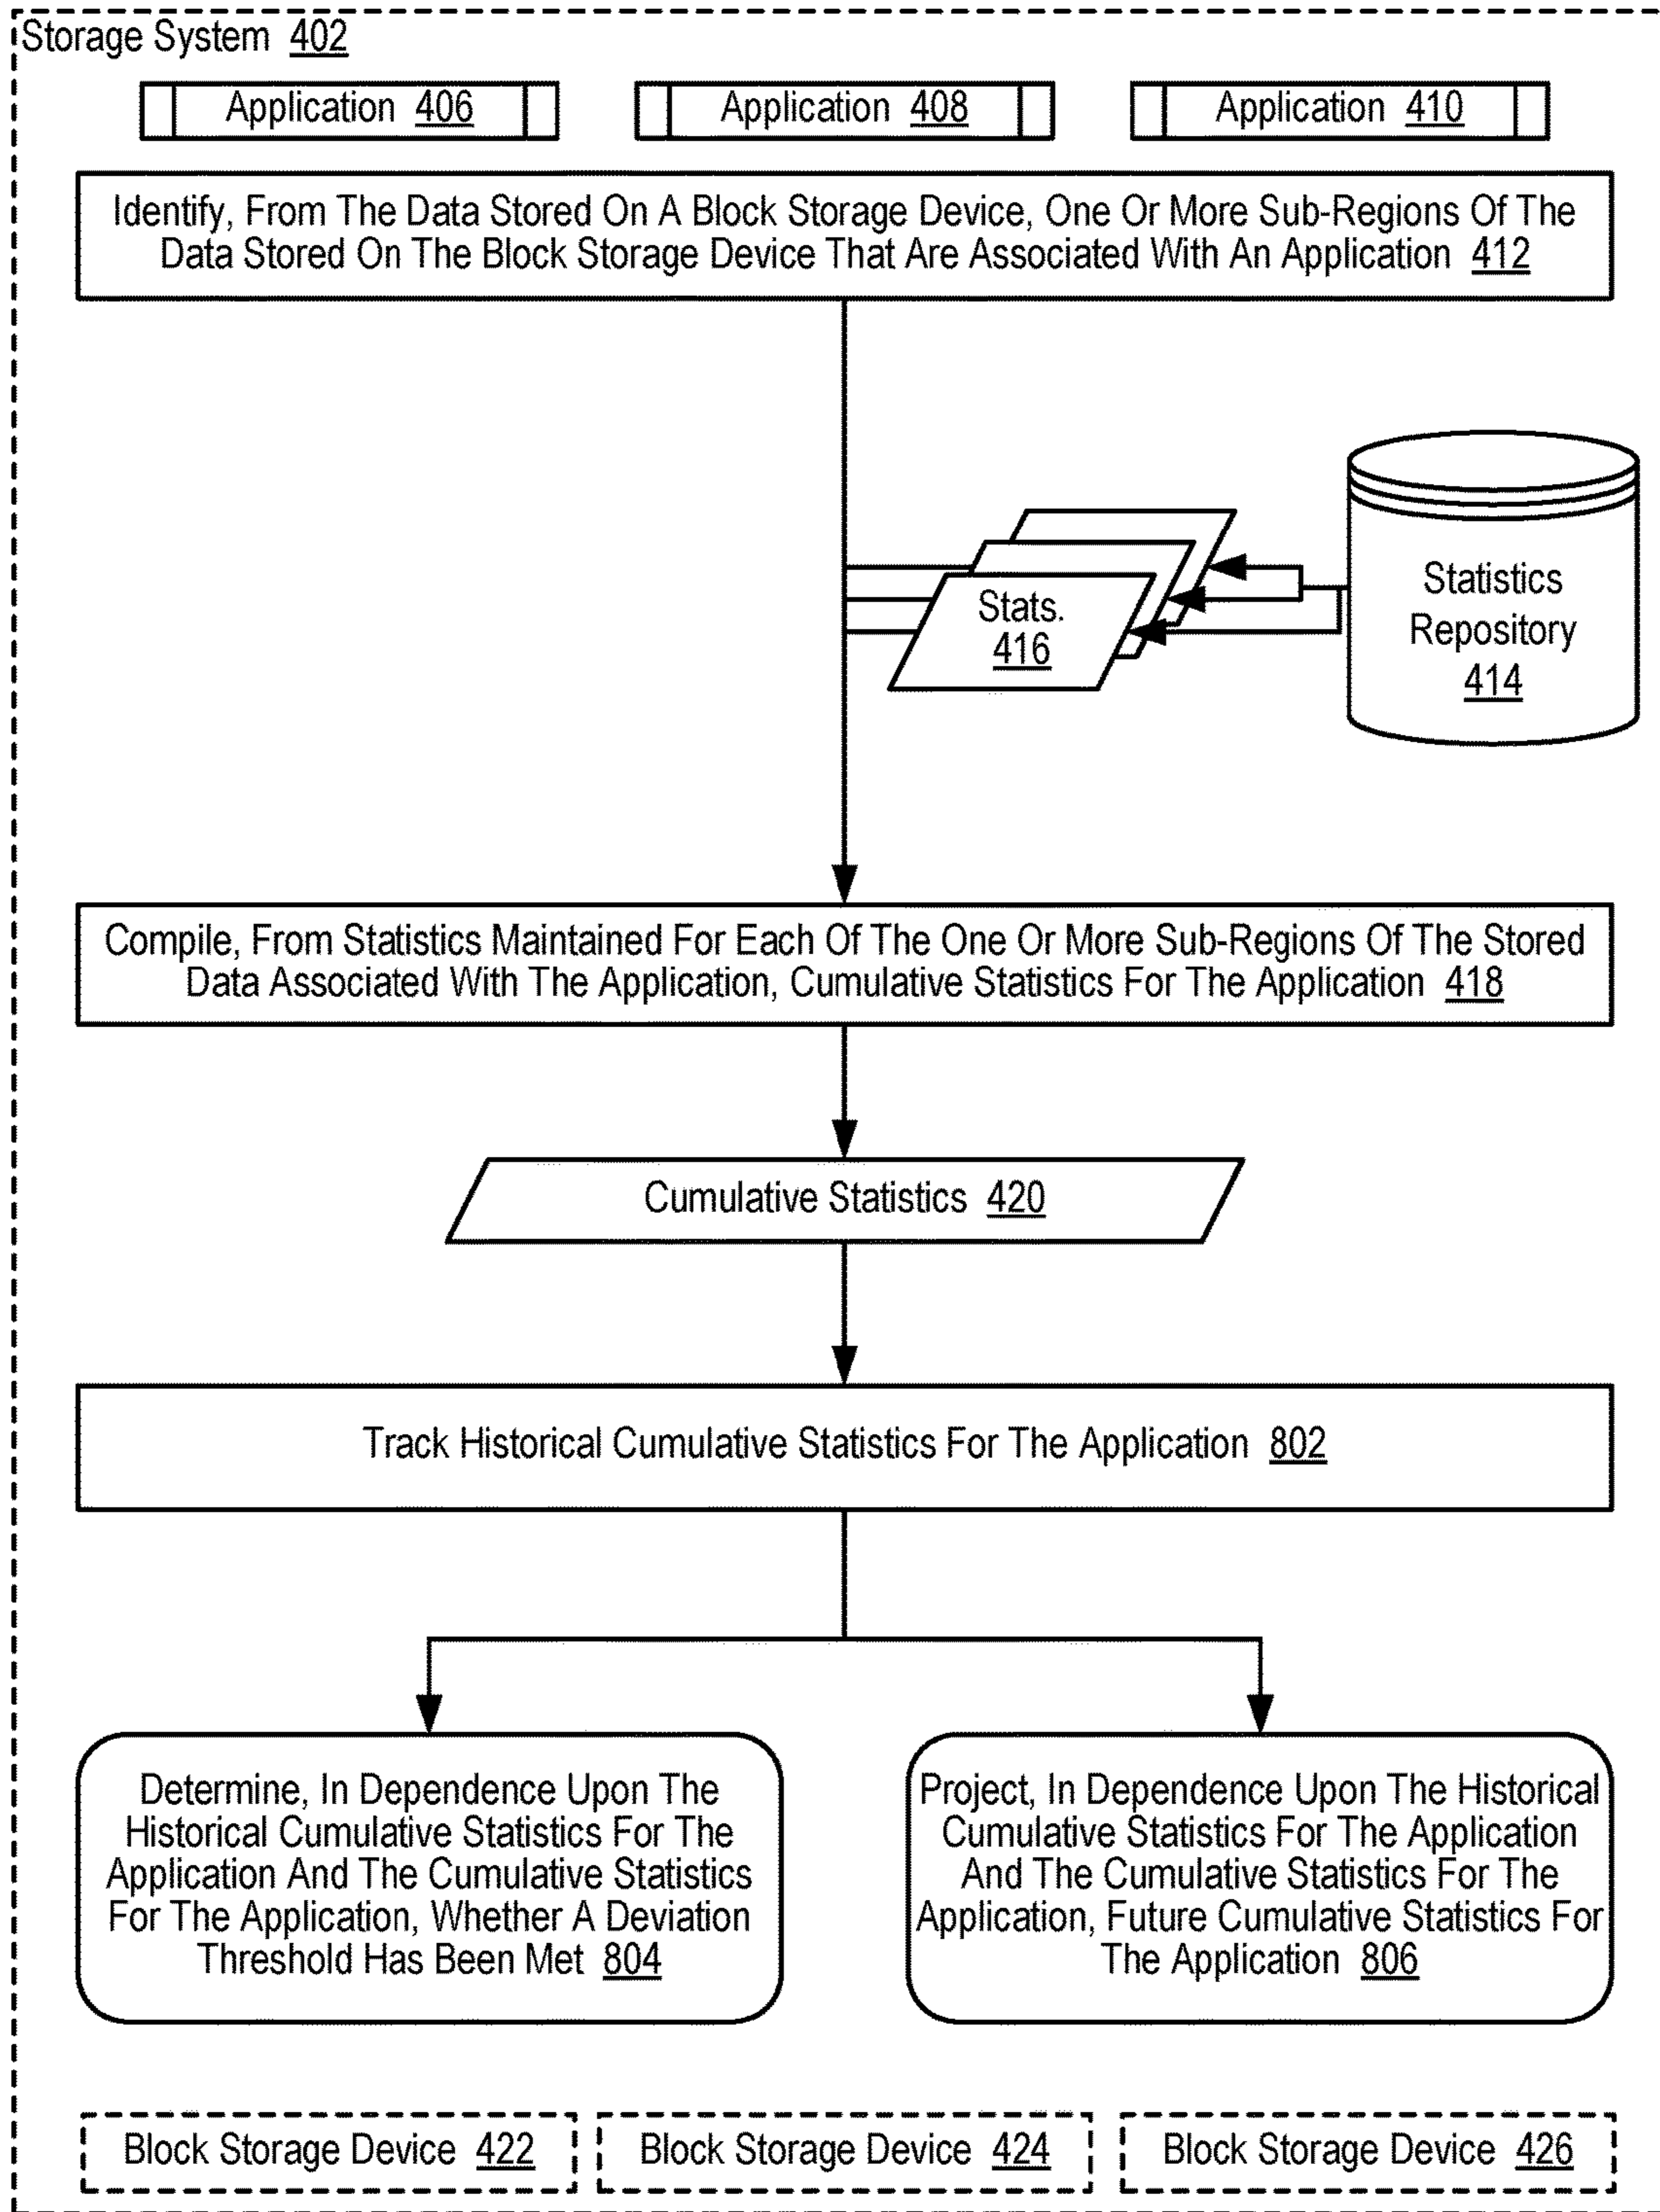 Storage System 402
Application 406
Application 408
Application 410
Identify, From The Data Stored On A Block Storage Device, One Or More Sub-Regions Of The
Data Stored On The Block Storage Device That Are Associated With An Application 412
Stats.
416
Statistics
Repository
414
Compile, From Statistics Maintained For Each Of The One Or More Sub-Regions Of The Stored
Data Associated With The Application, Cumulative Statistics For The Application 418
Cumulative Statistics 420
Track Historical Cumulative Statistics For The Application 802
Determine, In Dependence Upon The
Historical Cumulative Statistics For The
Application And The Cumulative Statistics
For The Application, Whether A Deviation
Threshold Has Been Met 804
Project, In Dependence Upon The Historical
Cumulative Statistics For The Application
And The Cumulative Statistics For The
Application, Future Cumulative Statistics For
The Application 806
Block Storage Device 422
Block Storage Device 424
Block Storage Device 426